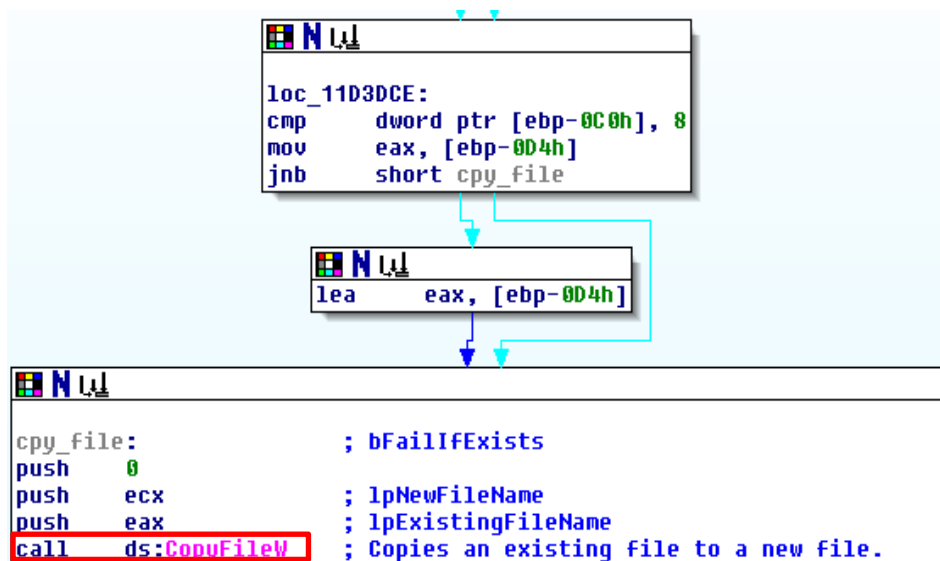 loc_11D3DCE:
cmp dword ptr [ebp-0C0h], 8
mov eax, [ebp-0D4h]
jnb short cpy_file
lea eax, [ebp-0D4h]
cpy_file: ; bFailIfExists
push 0
push ecx ; lpNewFileName
push eax ; lpExistingFileName
call ds:CopyFileW ; Copies an existing file to a new file.